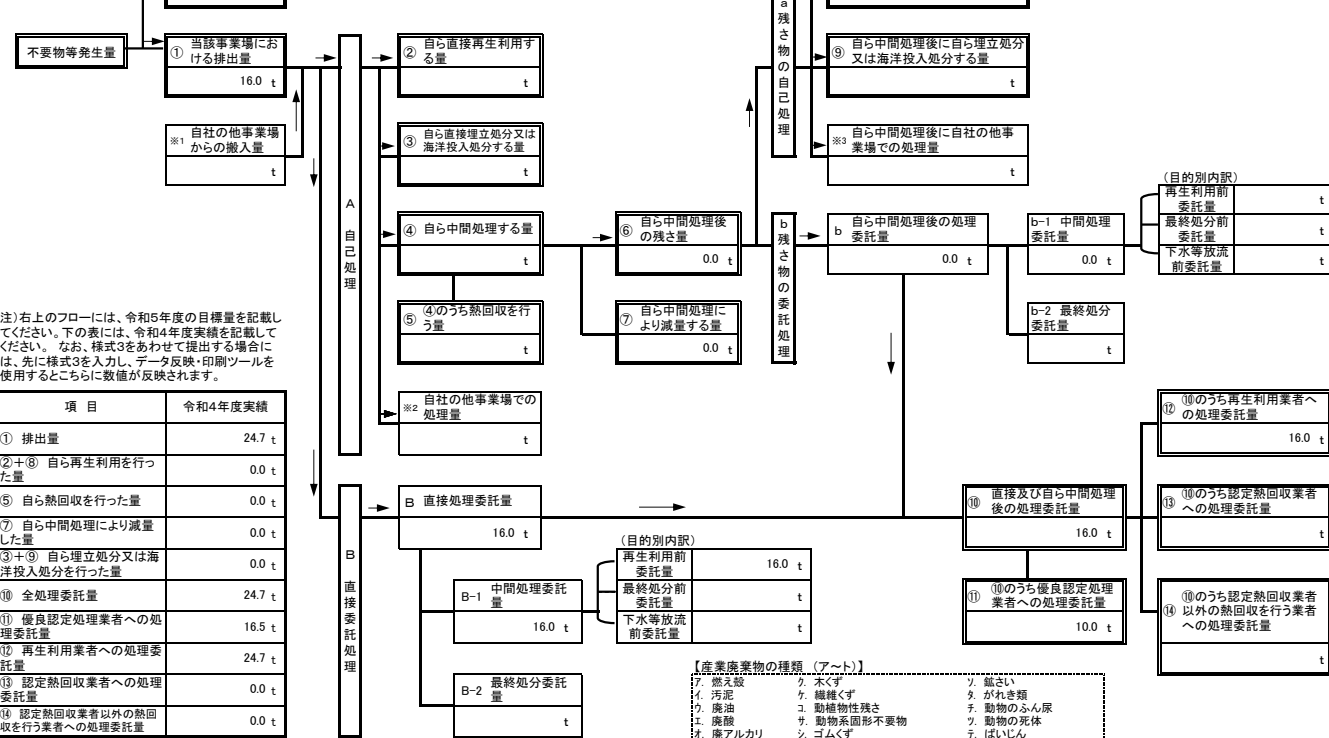 a
残
さ
物
の
自
己
処
理
不要物等発生量
① 当該事業場にお
ける排出量
16.0 t
※1 自社の他事業場
からの搬入量
t
A
自
己
処
理
② 自ら直接再生利用す
る量
t
③ 自ら直接埋立処分又は
海洋投入処分する量
t
④ 自ら中間処理する量
t
⑤ ④のうち熱回収を行
う量
t
※2 自社の他事業場での
処理量
t
⑥ 自ら中間処理後
の残さ量
0.0 t
⑦ 自ら中間処理に
より減量する量
0.0 t
⑨ 自ら中間処理後に自ら埋立処分
又は海洋投入処分する量
t
※3 自ら中間処理後に自社の他事
業場での処理量
t
b
残
さ
物
の
委
託
処
理
b 自ら中間処理後の処理
委託量
0.0 t
b-1 中間処理
委託量
0.0 t
b-2 最終処分
委託量
t
(目的別内訳)
再生利用前
委託量
t
最終処分前
委託量
t
下水等放流
前委託量
t
注)右上のフローには、令和5年度の目標量を記載し
てください。下の表には、令和4年度実績を記載して
ください。 なお、様式3をあわせて提出する場合に
は、先に様式3を入力し、データ反映・印刷ツールを
使用するとこちらに数値が反映されます。
項 目 令和4年度実績
① 排出量 24.7 t
②+⑧ 自ら再生利用を行っ
た量 0.0 t
⑤ 自ら熱回収を行った量 0.0 t
⑦ 自ら中間処理により減量
した量 0.0 t
③+⑨ 自ら埋立処分又は海
洋投入処分を行った量 0.0 t
⑩ 全処理委託量 24.7 t
⑪ 優良認定処理業者への処
理委託量 16.5 t
⑫ 再生利用業者への処理委
託量 24.7 t
⑬ 認定熱回収業者への処理
委託量 0.0 t
⑭ 認定熱回収業者以外の熱回
収を行う業者への処理委託量 0.0 t
B
直
接
委
託
処
理
B 直接処理委託量
16.0 t
B-1 中間処理委託
量
16.0 t
B-2 最終処分委託
量
t
(目的別内訳)
再生利用前
委託量
16.0 t
最終処分前
委託量
t
下水等放流
前委託量
t
⑩ 直接及び自ら中間処理
後の処理委託量
16.0 t
⑪ ⑩のうち優良認定処理
業者への処理委託量
10.0 t
⑫ ⑩のうち再生利用業者へ
の処理委託量
16.0 t
⑬ ⑩のうち認定熱回収業者
への処理委託量
t
⑭ ⑩のうち認定熱回収業者
以外の熱回収を行う業者
への処理委託量
t
【産業廃棄物の種類 (ア~ト)】
ア. 燃え殻 ク. 木くず ソ. 鉱さい
イ. 汚泥 ケ. 繊維くず タ. がれき類
ウ. 廃油 コ. 動植物性残さ チ. 動物のふん尿
エ. 廃酸 サ. 動物系固形不要物 ツ. 動物の死体
オ. 廃アルカリ シ. ゴムくず テ. ばいじん